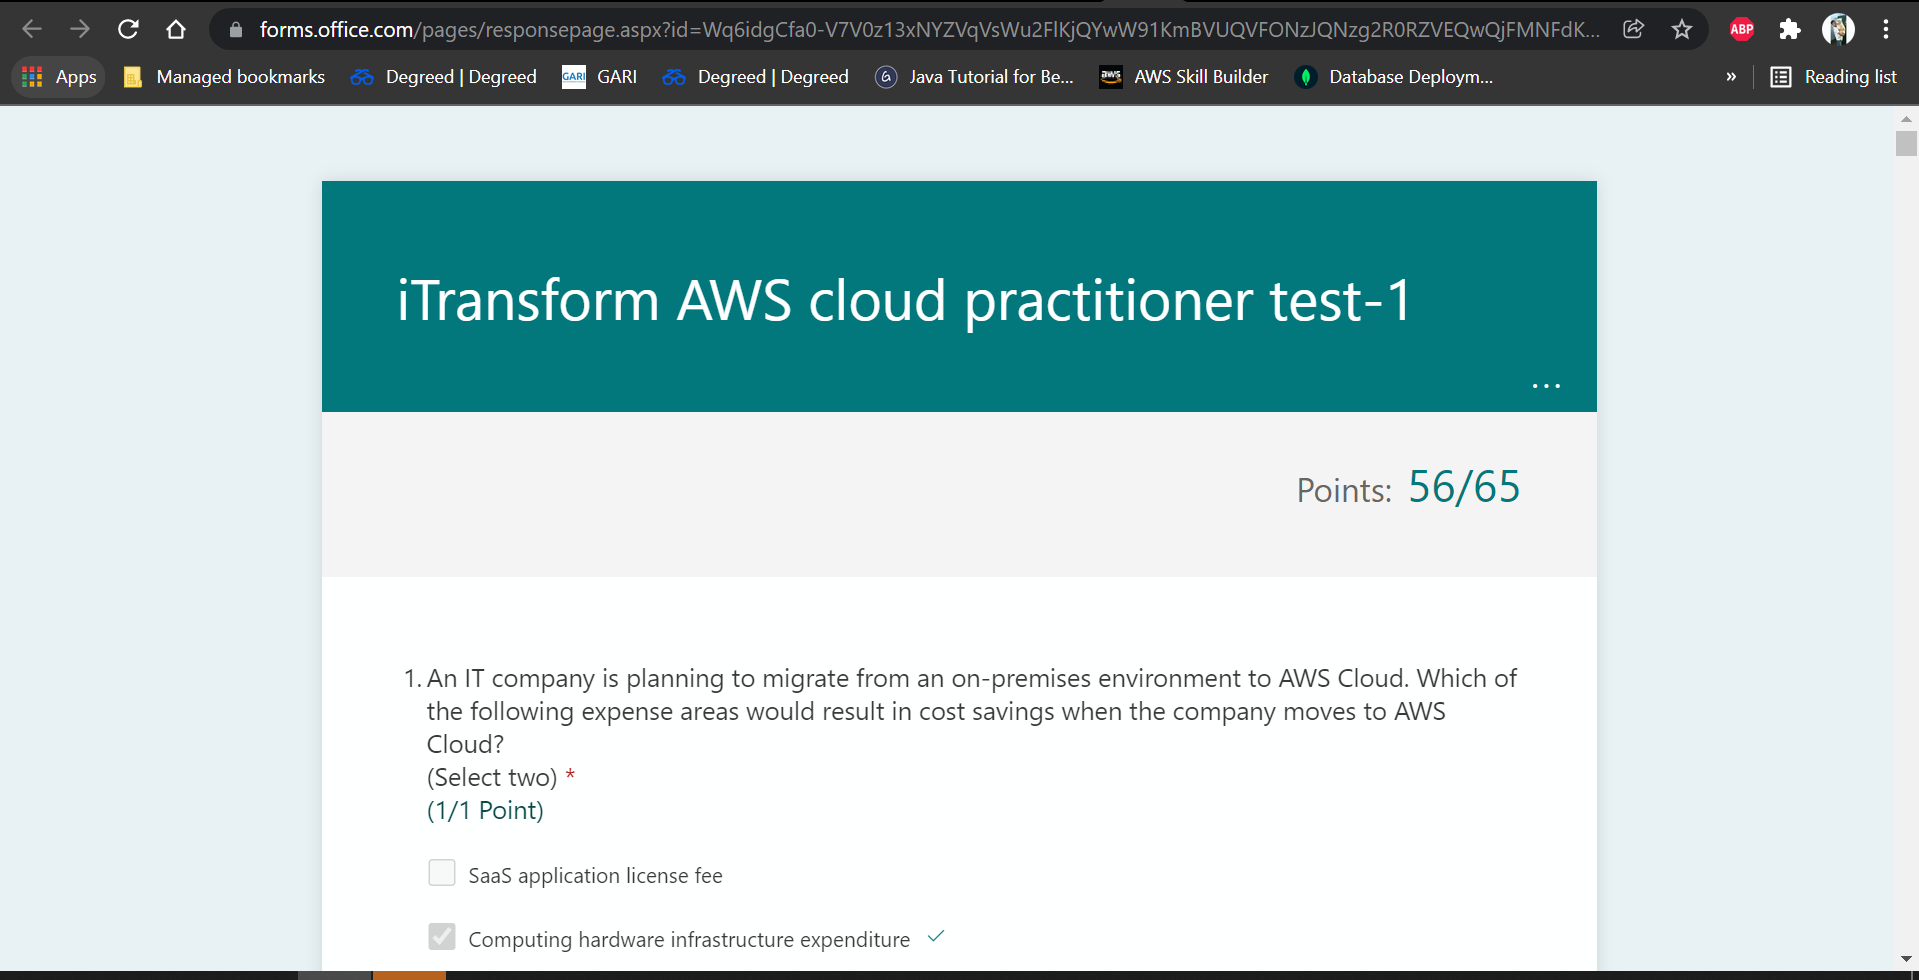 forms.office.com/pages/responsepage.aspx?id=Wq6idgCfa0-V7V0z13xNYZVqVsWu2FlKjQYwW91KmBVUQVFONzJQNzg2R0RZVEQwQjFMNFdK...
ABP
Apps Managed bookmarks Degreed | Degreed GARI GARI Degreed | Degreed Java Tutorial for Be... aws AWS Skill Builder Database Deploym... » Reading list
iTransform AWS cloud practitioner test-1
...
Points: 56/65
1. An IT company is planning to migrate from an on-premises environment to AWS Cloud. Which of
the following expense areas would result in cost savings when the company moves to AWS
Cloud?
(Select two) *
(1/1 Point)
SaaS application license fee
Computing hardware infrastructure expenditure